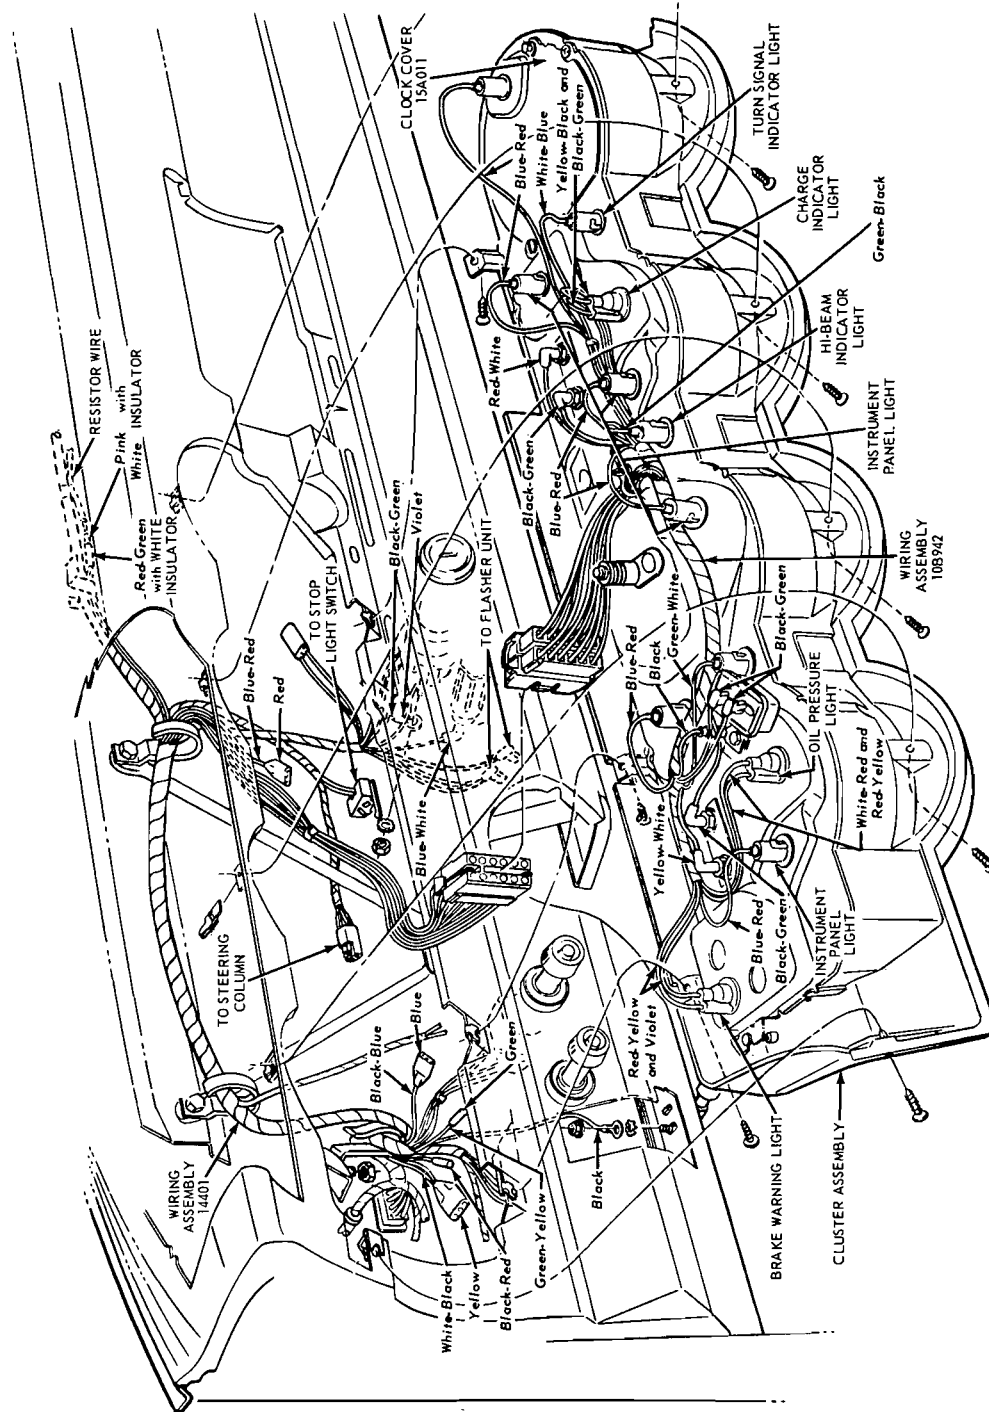 RESISTOR WIRE
Pink with
White INSULATOR
Red-Green
with WHITE
INSULATOR
CLOCK COVER
15A011
Blue-Red
White-Blue
Yellow-Black and
Black-Green
TURN SIGNAL
INDICATOR LIGHT
CHARGE
INDICATOR
LIGHT
Green-Black
HI-BEAM
INDICATOR
LIGHT
INSTRUMENT
PANEL LIGHT
Red-White
Black-Green
Blue-Red
Black-Green
Violet
TO FLASHER UNIT
TO STOP
LIGHT SWITCH
Blue-Red
Red
Blue-White
TO STEERING
COLUMN
WIRING
ASSEMBLY
14401
Black-Blue
Blue
Green
White-Black
Yellow
Black-Red
Green-Yellow
Black
Red-Yellow
and Violet
Yellow-White
Blue-Red
Black
Green-White
Black-Green
WIRING
ASSEMBLY
10B942
OIL PRESSURE
LIGHT
White-Red and
Red-Yellow
Blue-Red
Black-Green
INSTRUMENT
PANEL
LIGHT
BRAKE WARNING LIGHT
CLUSTER ASSEMBLY